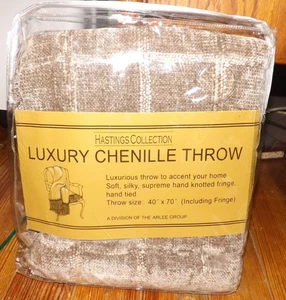 HASTINGS COLLECTION
LUXURY CHENILLE THROW
Luxurious throw to accent your home
Soft, silky, supreme hand knotted fringe,
hand tied
Throw size: 40" x 70" (Including Fringe)
A DIVISION OF THE ARLEE GROUP